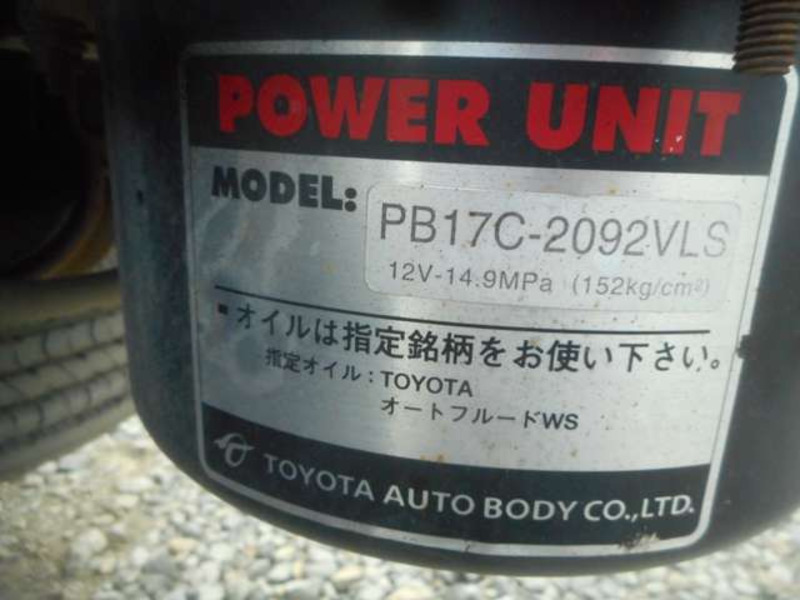 POWER UNIT
MODEL: PB17C-2092VLS
12V-14.9MPa (152kg/cm²)
▪オイルは指定銘柄をお使い下さい。
指定オイル：TOYOTA
オートフルードWS
TOYOTA AUTO BODY CO.,LTD.